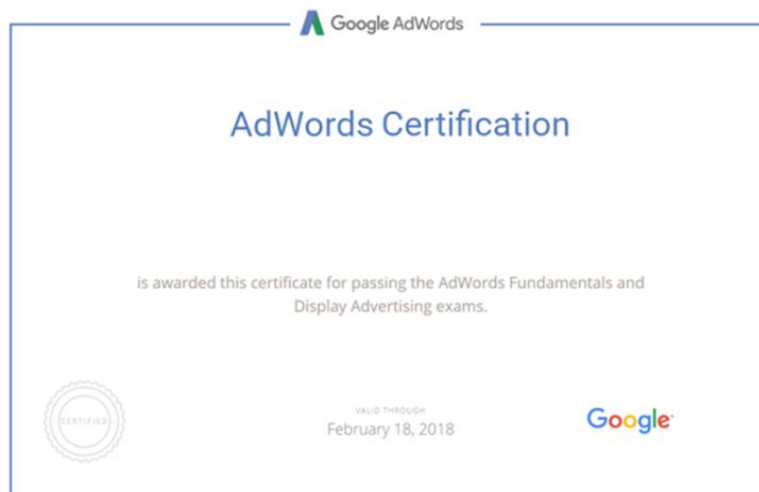 Google AdWords
AdWords Certification
is awarded this certificate for passing the AdWords Fundamentals and
Display Advertising exams.
CERTIFIED
VALID THROUGH
February 18, 2018
Google